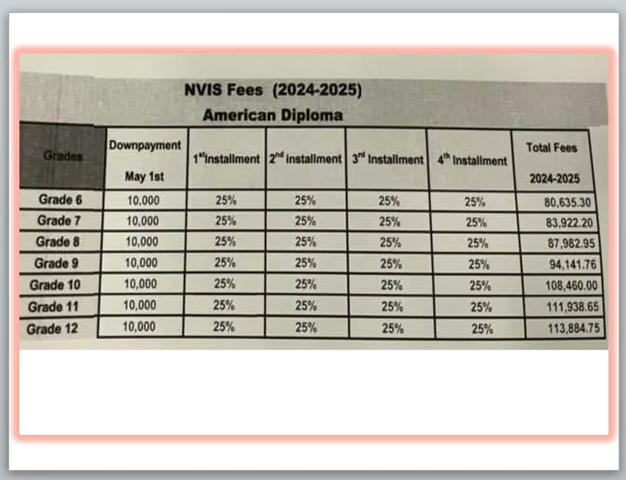 NVIS Fees (2024-2025)
American Diploma
Grades Downpayment May 1st 1st Installment 2nd installment 3rd Installment 4th Installment Total Fees 2024-2025
Grade 6 10,000 25% 25% 25% 25% 80,635.30
Grade 7 10,000 25% 25% 25% 25% 83,922.20
Grade 8 10,000 25% 25% 25% 25% 87,982.95
Grade 9 10,000 25% 25% 25% 25% 94,141.76
Grade 10 10,000 25% 25% 25% 25% 108,460.00
Grade 11 10,000 25% 25% 25% 25% 111,938.65
Grade 12 10,000 25% 25% 25% 25% 113,884.75